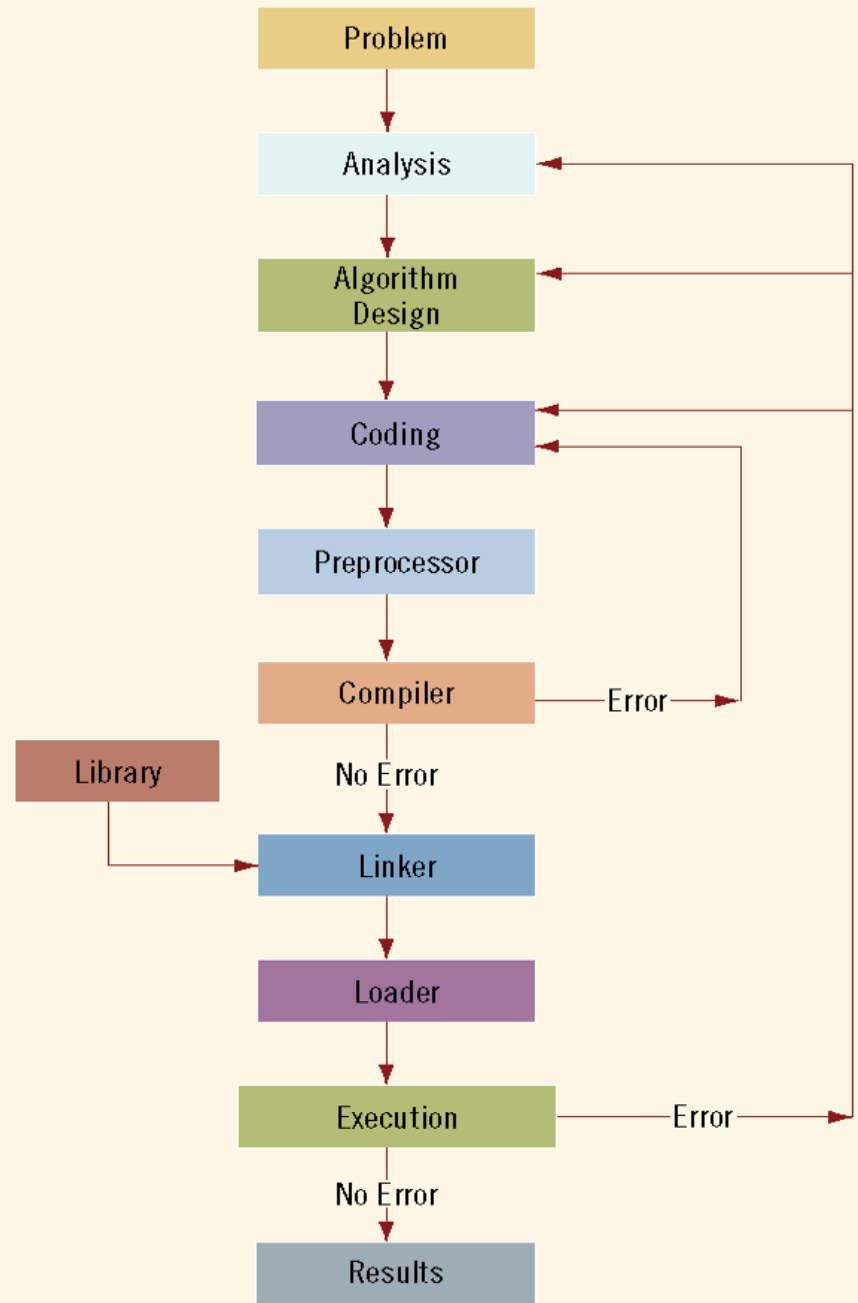 Problem
Analysis
Algorithm
Design
Coding
Preprocessor
Compiler
Error
Library
No Error
Linker
Loader
Execution
Error
No Error
Results